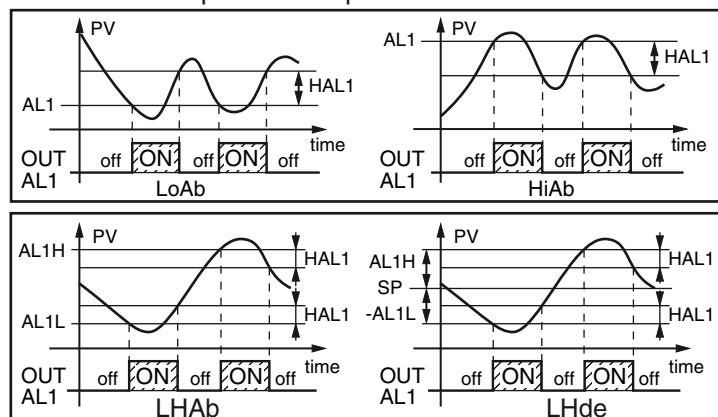 PV
AL1
HAL1
time
OUT
AL1
off ON off ON off
LoAb
PV
AL1
HAL1
time
OUT
AL1
off ON off ON off
HiAb
PV
AL1H
HAL1
AL1L
HAL1
time
OUT
AL1
off ON off ON off
LHAb
PV
AL1H
HAL1
SP
-AL1L
HAL1
time
OUT
AL1
off ON off ON off
LHde